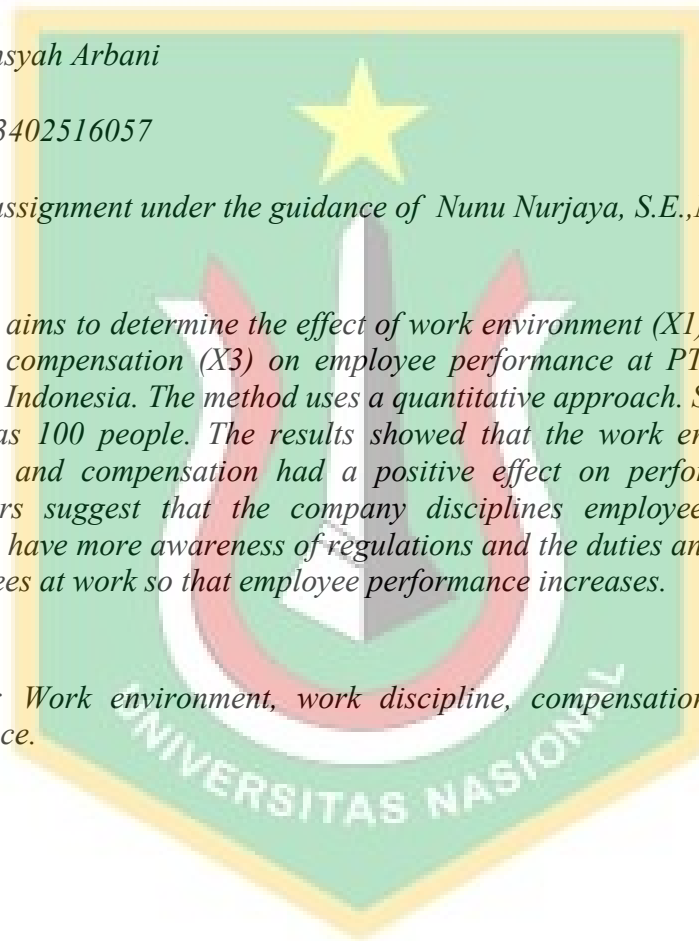 nsyah Arbani
3402516057
assignment under the guidance of Nunu Nurjaya, S.E.,
aims to determine the effect of work environment (X1)
compensation (X3) on employee performance at PT
Indonesia. The method uses a quantitative approach. S
as 100 people. The results showed that the work en
and compensation had a positive effect on perfor
rs suggest that the company disciplines employee
have more awareness of regulations and the duties an
ees at work so that employee performance increases.
: Work environment, work discipline, compensation
ce.
UNIVERSITAS NASIONAL